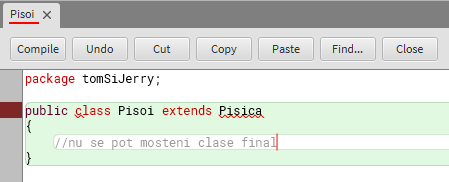 Pisoi X
Compile Undo Cut Copy Paste Find... Close
package tomSiJerry;
public class Pisoi extends Pisica
{
//nu se pot mosteni clase final
}